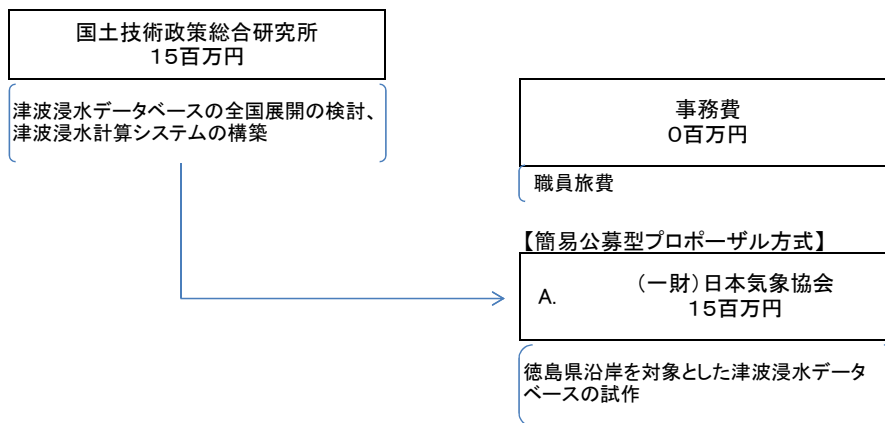 国土技術政策総合研究所
15百万円
津波浸水データベースの全国展開の検討、
津波浸水計算システムの構築
事務費
0百万円
職員旅費
【簡易公募型プロポーザル方式】
A. （一財）日本気象協会
15百万円
徳島県沿岸を対象とした津波浸水データ
ベースの試作